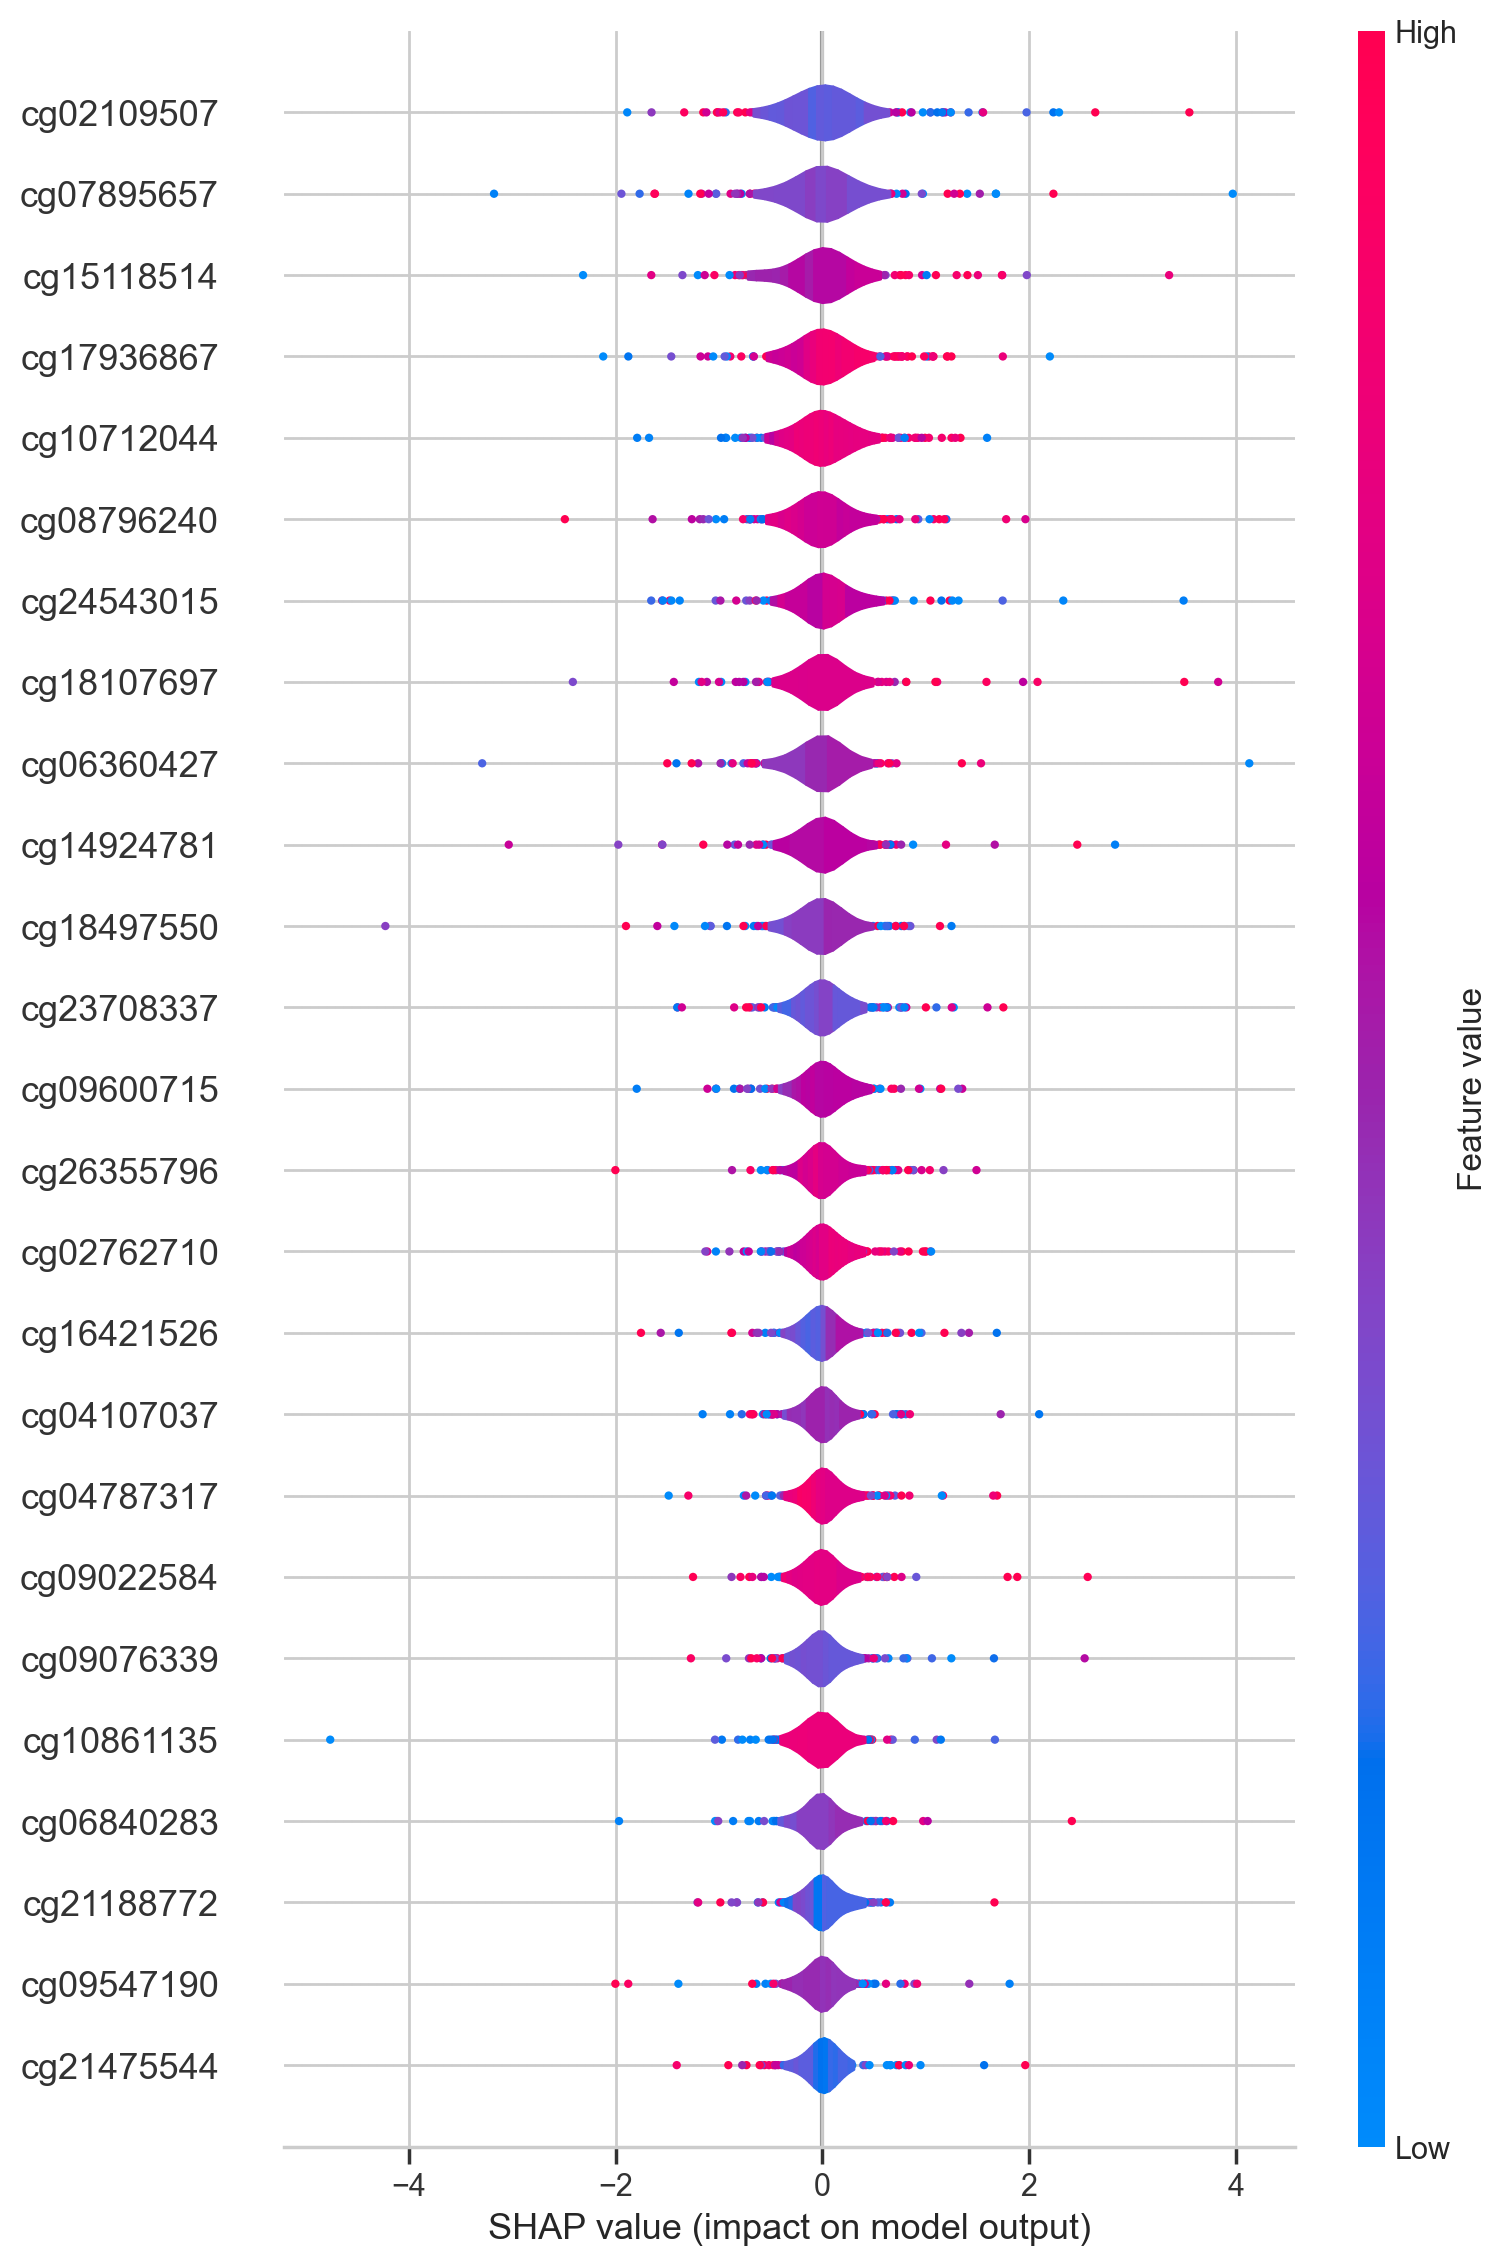 High
cg02109507
cg07895657
cg15118514
cg17936867
cg10712044
cg08796240
cg24543015
cg18107697
cg06360427
cg14924781
cg18497550
cg23708337
cg09600715
cg26355796
cg02762710
cg16421526
cg04107037
cg04787317
cg09022584
cg09076339
cg10861135
cg06840283
cg21188772
cg09547190
cg21475544
Feature value
Low
−4 −2 0 2 4
SHAP value (impact on model output)